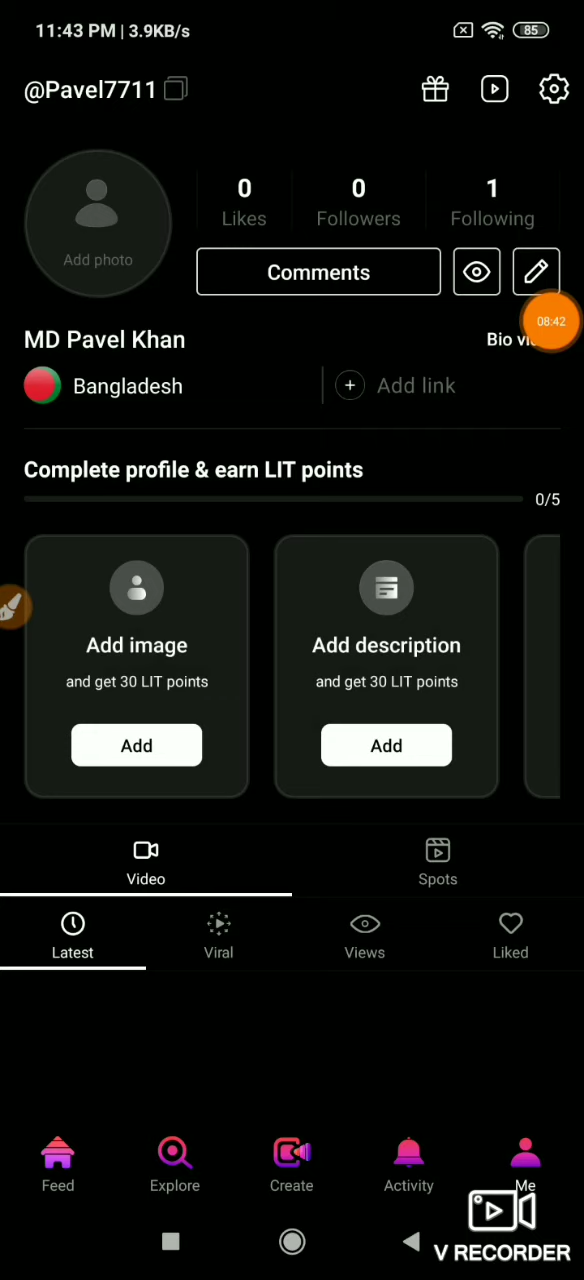 11:43 PM | 3.9KB/s
85
@Pavel7711
0
0
1
Likes
Followers
Following
Add photo
Comments
08:42
MD Pavel Khan
Bio
Bangladesh
Add link
Complete profile & earn LIT points
0/5
Add image
Add description
and get 30 LIT points
and get 30 LIT points
Add
Add
Video
Spots
Latest
Viral
Views
Liked
Feed
Explore
Create
Activity
Me
V RECORDER